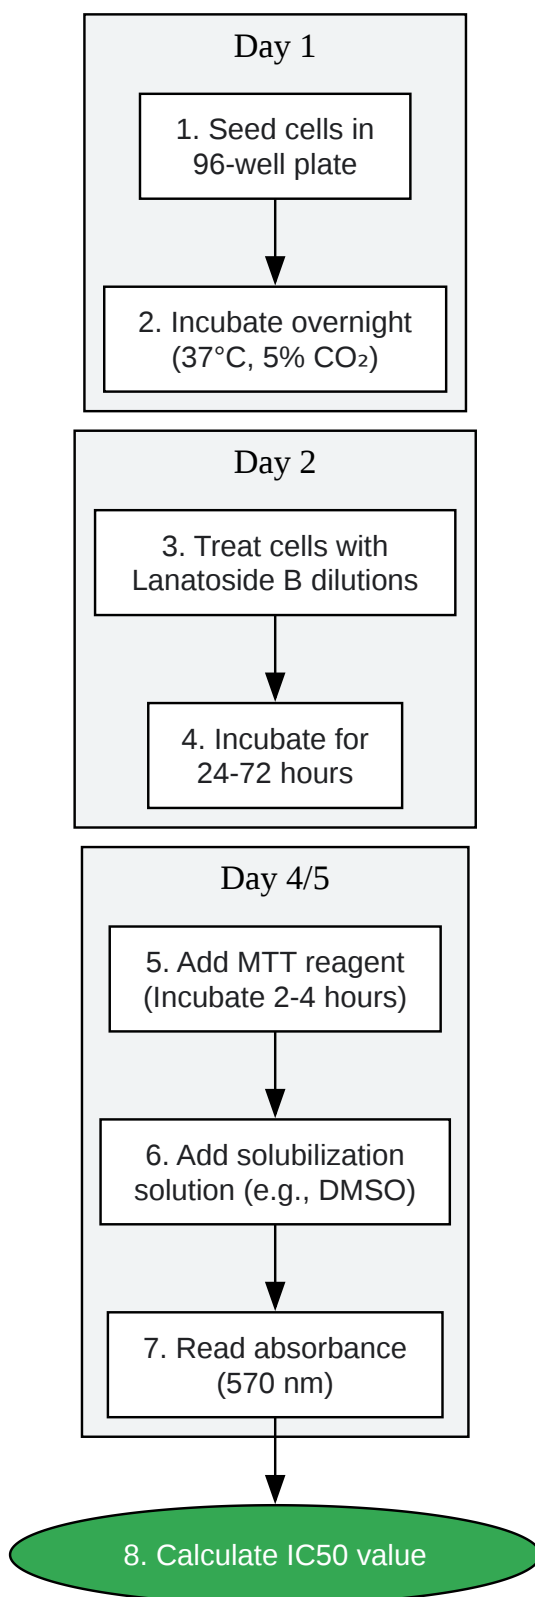 Day 1
1. Seed cells in
96-well plate
2. Incubate overnight
(37°C, 5% CO₂)
Day 2
3. Treat cells with
Lanatoside B dilutions
4. Incubate for
24-72 hours
Day 4/5
5. Add MTT reagent
(Incubate 2-4 hours)
6. Add solubilization
solution (e.g., DMSO)
7. Read absorbance
(570 nm)
8. Calculate IC50 value